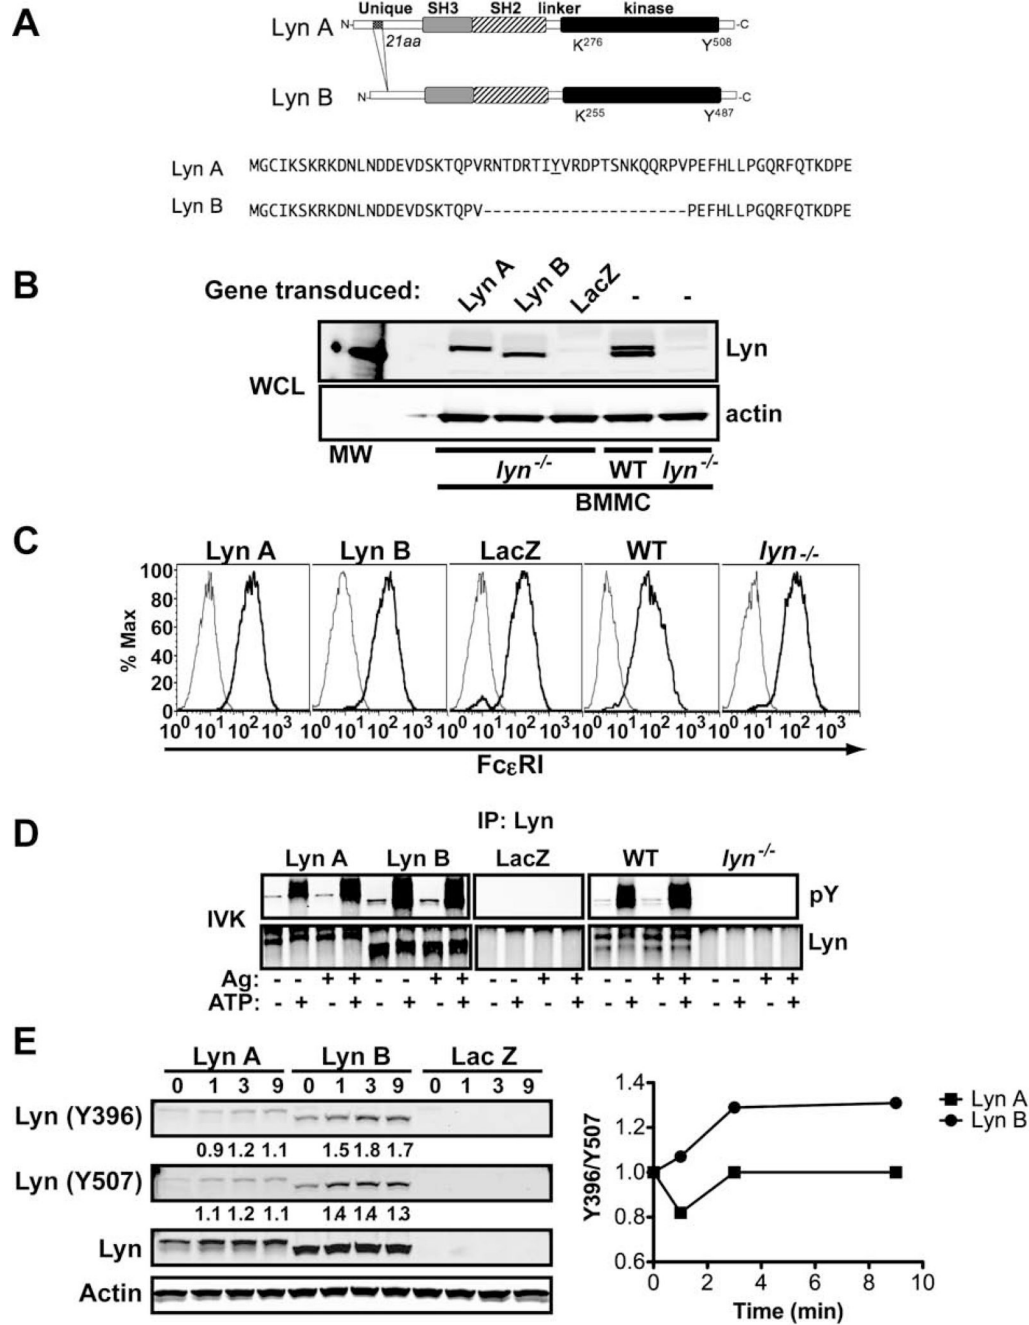 A
Unique SH3 SH2 linker kinase
Lyn A N- -C
21aa K276 Y508
Lyn B N- -C
K255 Y487
Lyn A MGCIKSKRKDNLNDDEVDSKTQPVRNTDRTIYVRDPTSNKQQRPVPEFHLLPGQRFQTKDPE
Lyn B MGCIKSKRKDNLNDDEVDSKTQPV---------------------PEFHLLPGQRFQTKDPE
B
Gene transduced: Lyn A Lyn B LacZ - -
Lyn
WCL
actin
MW
lyn-/- WT lyn-/-
BMMC
C
Lyn A Lyn B LacZ WT lyn-/-
% Max
100
80
60
40
20
0
100 101 102 103 100 101 102 103 100 101 102 103 100 101 102 103 100 101 102 103
FcεRI
D
IP: Lyn
Lyn A Lyn B LacZ WT lyn-/-
pY
IVK
Lyn
Ag: - - + + - - + + - - + + - - + + - - + +
ATP: - + - + - + - + - + - + - + - + - + - +
E
Lyn A Lyn B Lac Z
0 1 3 9 0 1 3 9 0 1 3 9
Lyn (Y396)
0.9 1.2 1.1 1.5 1.8 1.7
Lyn (Y507)
1.1 1.2 1.1 1.4 1.4 1.3
Lyn
Actin
Y396/Y507
1.4
1.2
1.0
0.8
0.6
0 2 4 6 8 10
Time (min)
Lyn A
Lyn B